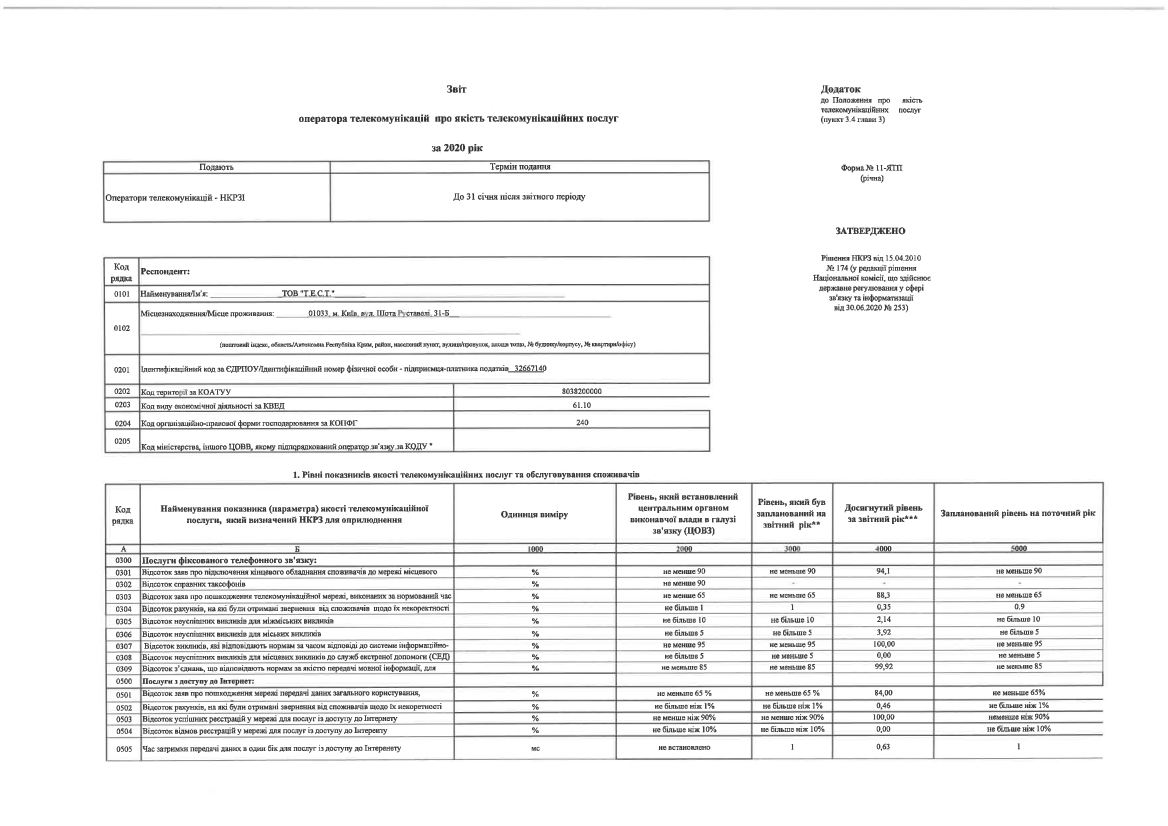 Звіт
оператора телекомунікацій про якість телекомунікаційних послуг
за 2020 рік
Додаток
до Положення про якість
телекомунікаційних послуг
(пункт 3.4 глави 3)
Форма № 11-ЯТП
(річна)
ЗАТВЕРДЖЕНО
Рішення НКРЗ від 15.04.2010
№ 174 (у редакції рішення
Національної комісії, що здійснює
державне регулювання у сфері
зв'язку та інформатизації
від 30.06.2020 № 253)
Подають Термін подання
Оператори телекомунікацій - НКРЗІ До 31 січня після звітного періоду
Код рядка Респондент:
0101 Найменування/Ім'я: ТОВ "Т.Е.С.Т."
0102 Місцезнаходження/Місце проживання: 01033, м. Київ, вул. Шота Руставелі, 31-Б
(поштовий індекс, область/Автономна Республіка Крим, район, населений пункт, вулиця/провулок, площа тощо, № будинку/корпусу, № квартири/офісу)
0201 Ідентифікаційний код за ЄДРПОУ/Ідентифікаційний номер фізичної особи - підприємця-платника податків 32667140
0202 Код території за КОАТУУ 8038200000
0203 Код виду економічної діяльності за КВЕД 61.10
0204 Код організаційно-правової форми господарювання за КОПФГ 240
0205 Код міністерства, іншого ЦОВВ, якому підпорядкований оператор зв'язку за КОДУ *
1. Рівні показників якості телекомунікаційних послуг та обслуговування споживачів
Код рядка Найменування показника (параметра) якості телекомунікаційної послуги, який визначений НКРЗ для оприлюднення Одиниця виміру Рівень, який встановлений центральним органом виконавчої влади в галузі зв'язку (ЦОВЗ) Рівень, який був запланований на звітний рік** Досягнутий рівень за звітний рік*** Запланований рівень на поточний рік
А Б 1000 2000 3000 4000 5000
0300 Послуги фіксованого телефонного зв'язку:
0301 Відсоток заяв про підключення кінцевого обладнання споживачів до мережі місцевого % не меньше 90 не меньше 90 94,1 не меньше 90
0302 Відсоток справних таксофонів % не меньше 90 - - -
0303 Відсоток заяв про пошкодження телекомунікаційної мережі, виконаних за нормований час % не меньше 65 не меньше 65 88,3 не меньше 65
0304 Відсоток рахунків, на які були отримані звернення від споживачів щодо їх некоректності % не більше 1 1 0,35 0.9
0305 Відсоток неуспішних викликів для міжміських викликів % не більше 10 не більше 10 2,14 не більше 10
0306 Відсоток неуспішних викликів для міських викликів % не більше 5 не більше 5 3,92 не більше 5
0307 Відсоток викликів, які відповідають нормам за часом відповіді до системи інформаційно- % не менше 95 не меньше 95 100,00 не меньше 95
0308 Відсоток неуспішних викликів для місцевих викликів до служб екстреної допомоги (СЕД) % не більше 5 не меньше 5 0,00 не меньше 5
0309 Відсоток з'єднань, що відповідають нормам за якістю передачі мовної інформації, для % не меньше 85 не меньше 85 99,92 не меньше 85
0500 Послуги з доступу до Інтернет:
0501 Відсоток заяв про пошкодження мережі передачі даних загального користування, % не меньше 65 % не меньше 65 % 84,00 не меньше 65%
0502 Відсоток рахунків, на які були отримані звернення від споживачів щодо їх некоретності % не більше ніж 1% не більше ніж 1% 0,46 не більше ніж 1%
0503 Відсоток успішних реєстрацій у мережі для послуг із доступу до Інтернету % не менше ніж 90% не менше ніж 90% 100,00 неменше ніж 90%
0504 Відсоток відмов реєстрацій у мережі для послуг із доступу до Інтернту % не більше ніж 10% не більше ніж 10% 0,00 не більше ніж 10%
0505 Час затримки передачі даних в один бік для послуг із доступу до Інтеренету мс не встановлено 1 0,63 1